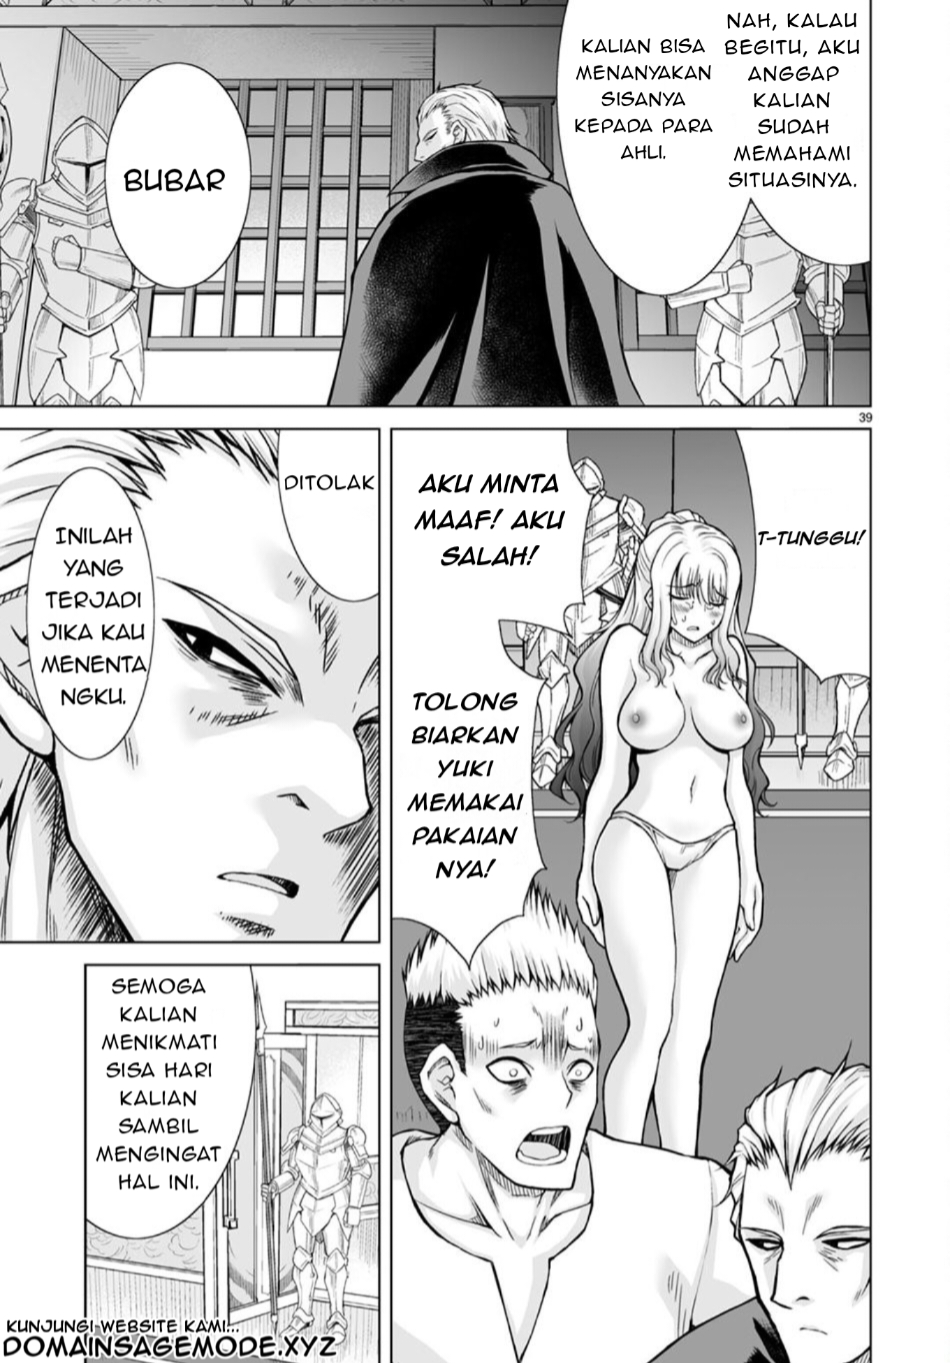 NAH, KALAU
BEGITU, AKU
ANGGAP
KALIAN
SUDAH
MEMAHAMI
SITUASINYA.
KALIAN BISA
MENANYAKAN
SISANYA
KEPADA PARA
AHLI.
BUBAR
39
T-TUNGGU!
AKU MINTA
MAAF! AKU
SALAH!
TOLONG
BIARKAN
YUKI
MEMAKAI
PAKAIAN
NYA!
DITOLAK
INILAH
YANG
TERJADI
JIKA KAU
MENENTA
NGKU.
SEMOGA
KALIAN
MENIKMATI
SISA HARI
KALIAN
SAMBIL
MENGINGAT
HAL INI.
KUNJUNGI WEBSITE KAMI...
DOMAINSAGEMODE.XYZ